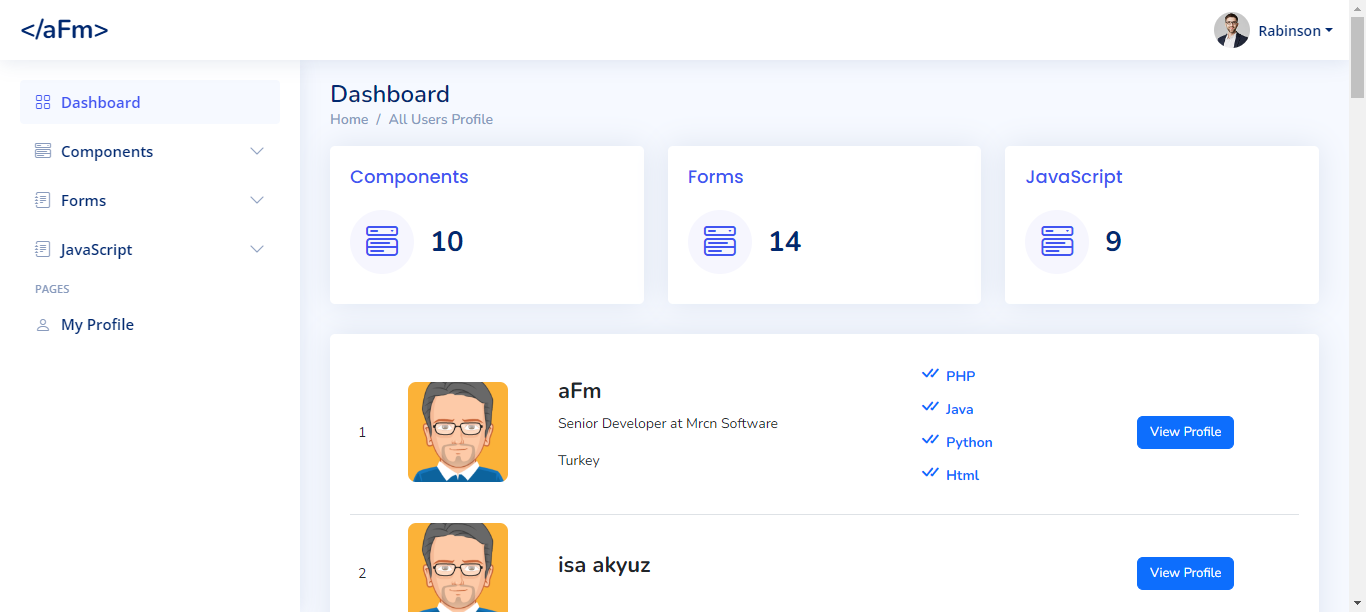 </aFm>
Rabinson
Dashboard
Components
Forms
JavaScript
PAGES
My Profile
Dashboard
Home / All Users Profile
Components
10
Forms
14
JavaScript
9
1
aFm
Senior Developer at Mrcn Software
Turkey
PHP
Java
Python
Html
View Profile
2
isa akyuz
View Profile